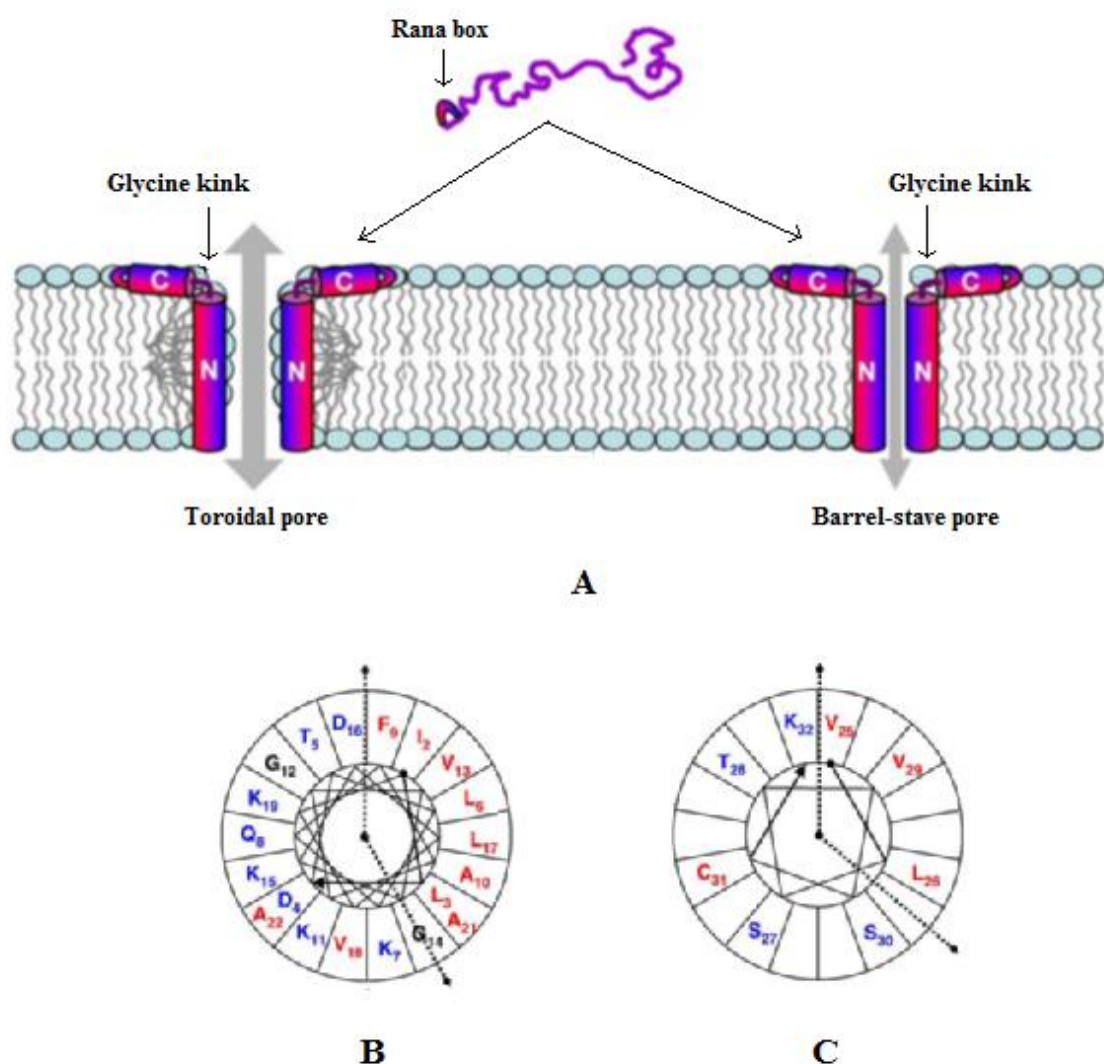 Rana box
Glycine kink
Glycine kink
C
C
C
C
N
N
N
N
Toroidal pore
Barrel-stave pore
A
D16 F9
T5 I2
G12 V13
K19 L6
Q8 L17
K15 A10
D4 L3
A22 A21
K11 V18 K7 G14
K32 V25
T28 V29
C31 L26
S27 S30
B
C